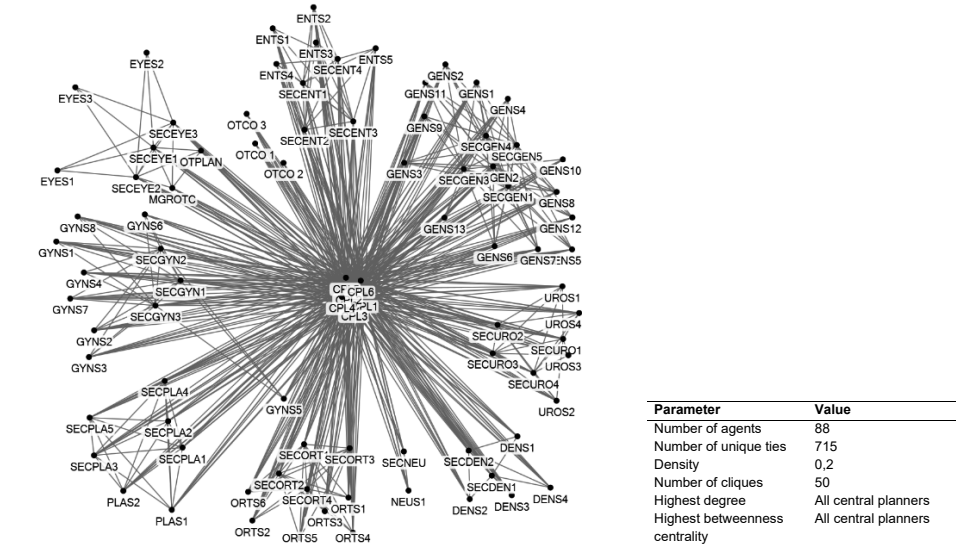 ENTS2
ENTS1
ENTS3
ENTS5
SECENT4
ENTS4
SECENT1
EYES2
EYES3
SECEYE3
SECEYE1
OTPLAN
EYES1
SECEYE2
MGROTC
OTCO 3
OTCO 1
OTCO 2
SECENT2
SECENT3
GENS2
GENS11
GENS1
GENS4
GENS9
SECGEN4
SECGEN5
GENS3
SECGEN3
GEN2
GENS10
SECGEN1
GENS8
GENS13
GENS12
GENS6
GENS7
ENS5
GYNS8
GYNS6
GYNS1
SECGYN2
GYNS4
SECGYN1
GYNS7
SECGYN3
GYNS2
GYNS3
CPL6
CPL4
PL1
CPL3
UROS1
UROS4
SECURO2
SECURO1
SECURO3
UROS3
SECURO4
UROS2
SECPLA4
GYNS5
SECPLA5
SECPLA2
SECPLA3
SECPLA1
PLAS2
PLAS1
SECORT
SECORT3
SECORT2
SECORT4
ORTS6
ORTS1
ORTS3
ORTS2
ORTS5
ORTS4
SECNEU
NEUS1
DENS1
SECDEN2
SECDEN1
DENS4
DENS3
DENS2
Parameter Value
Number of agents 88
Number of unique ties 715
Density 0,2
Number of cliques 50
Highest degree All central planners
Highest betweenness All central planners
centrality